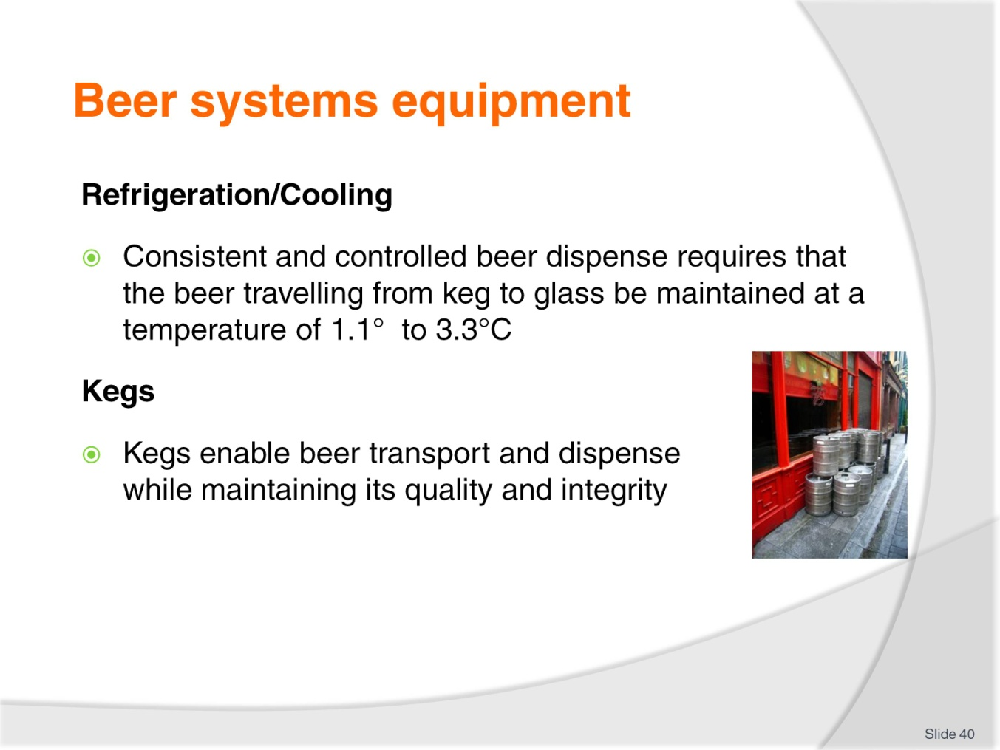 Beer systems equipment
Refrigeration/Cooling
Consistent and controlled beer dispense requires that
the beer travelling from keg to glass be maintained at a
temperature of 1.1° to 3.3°C
Kegs
Kegs enable beer transport and dispense
while maintaining its quality and integrity
Slide 40